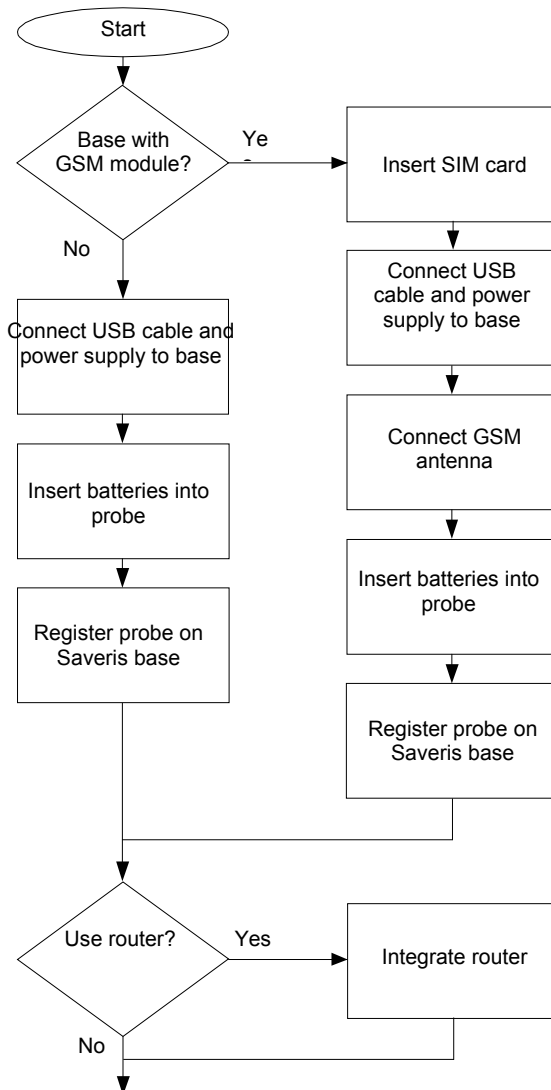 Start
Base with
GSM module?
Ye
Insert SIM card
No
Connect USB
cable and power
supply to base
Connect USB cable and
power supply to base
Connect GSM
antenna
Insert batteries into
probe
Insert batteries into
probe
Register probe on
Saveris base
Register probe on
Saveris base
Use router?
Yes
Integrate router
No